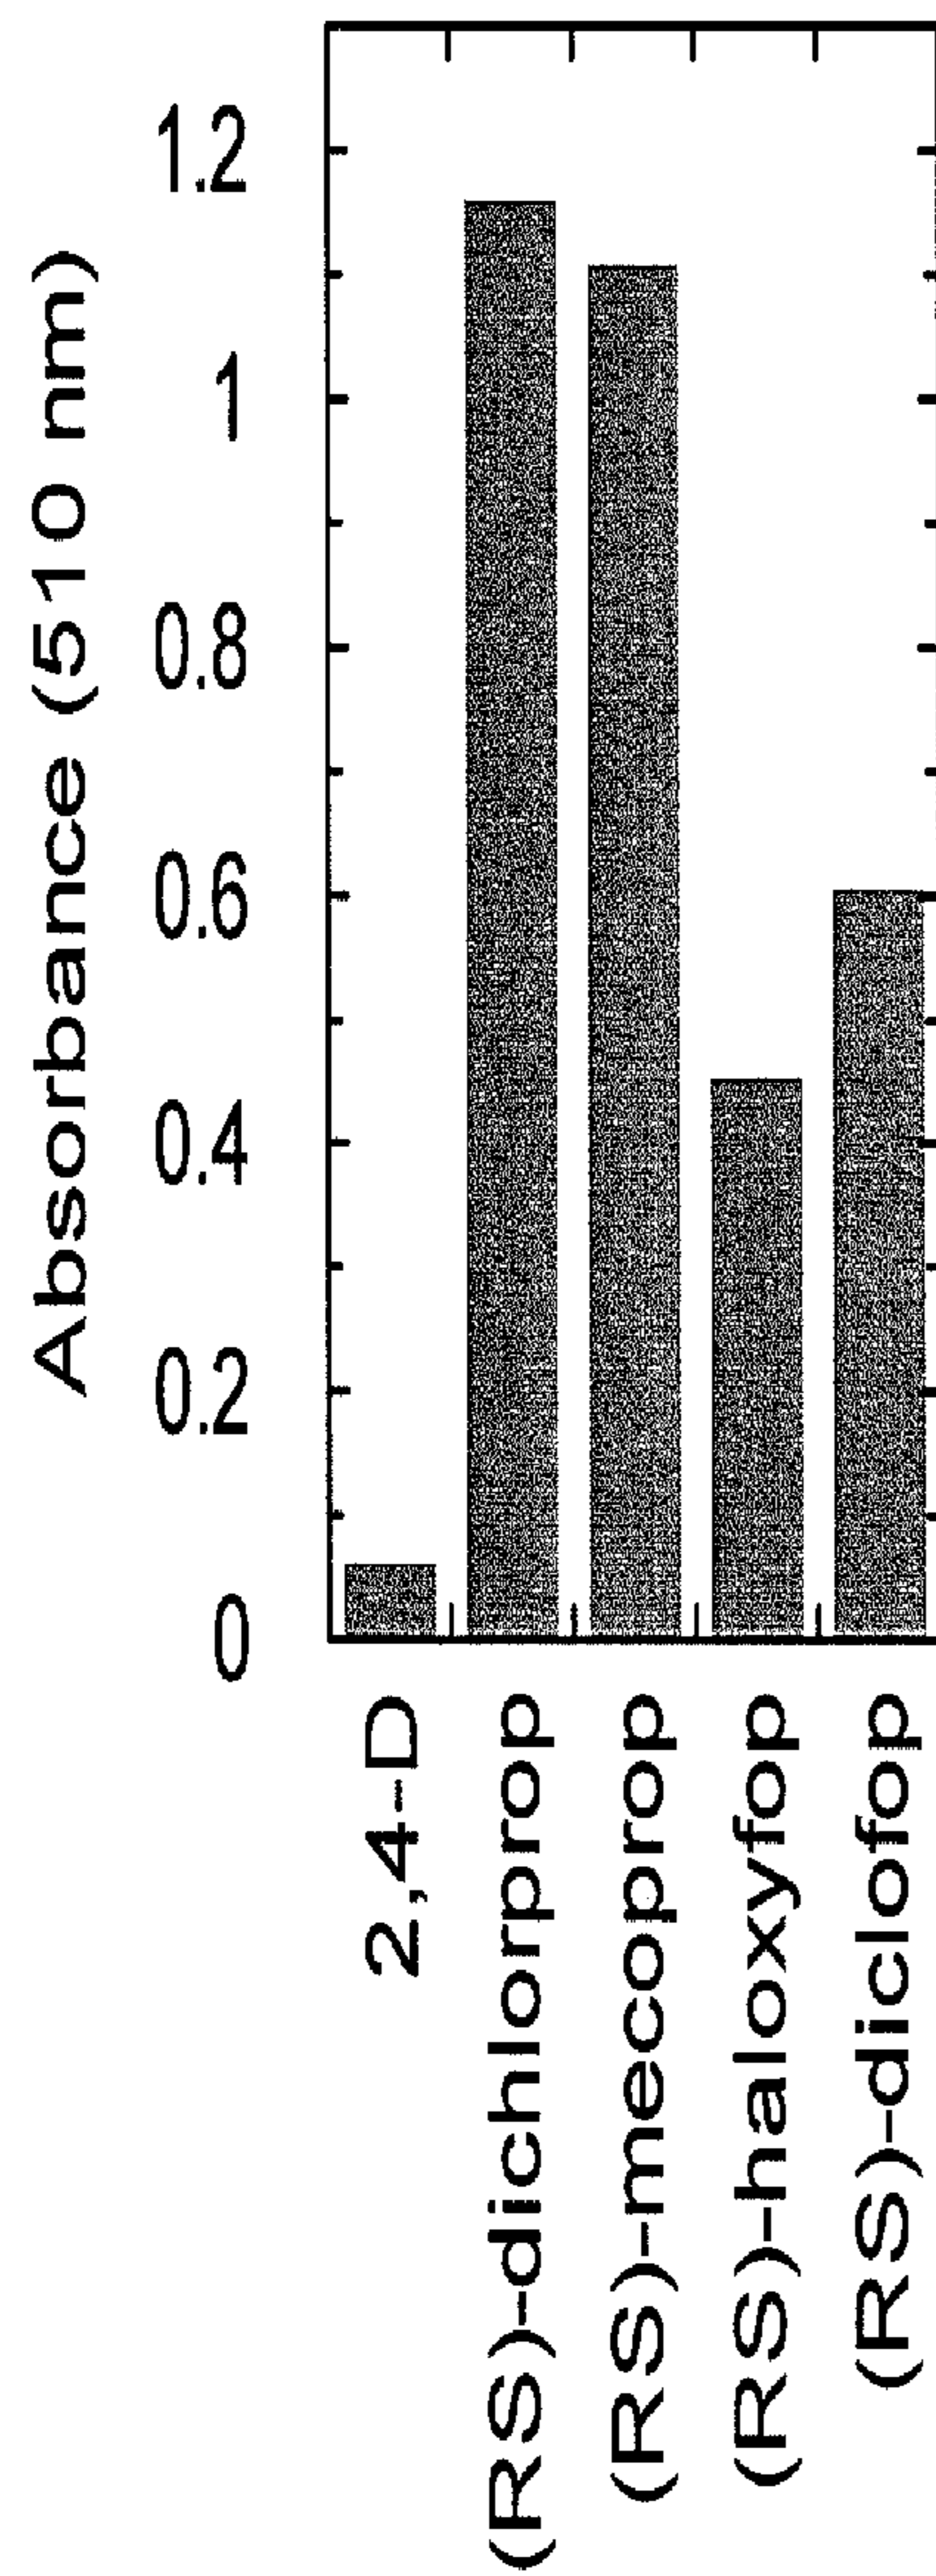 Absorbance (510 nm)
1.2
1
0.8
0.6
0.4
0.2
0
2,4-D
(RS)-dichlorprop
(RS)-mecoprop
(RS)-haloxyfop
(RS)-diclofop